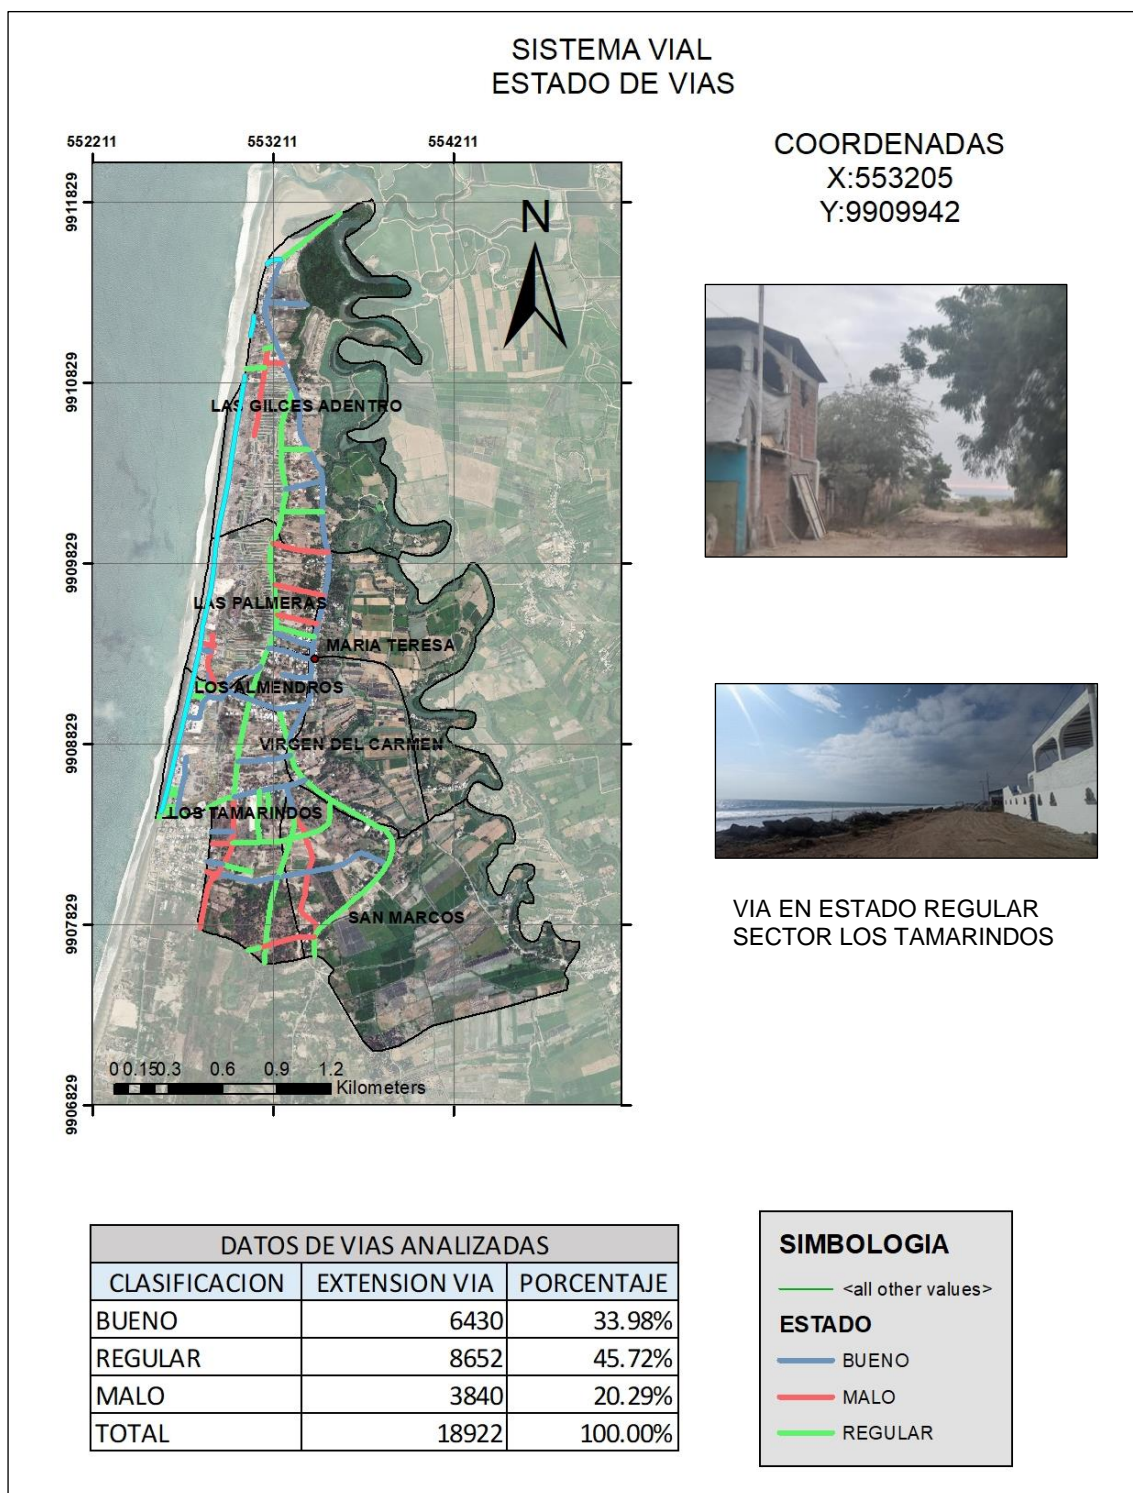 SISTEMA VIAL
ESTADO DE VIAS
552211 553211 554211
COORDENADAS
X:553205
Y:9909942
9911829
N
9910829
LAS GILCES ADENTRO
9909829
LAS PALMERAS
MARIA TERESA
LOS ALMENDROS
9908829
VIRGEN DEL CARMEN
LOS TAMARINDOS
9907829
SAN MARCOS
VIA EN ESTADO REGULAR
SECTOR LOS TAMARINDOS
0 0.15 0.3 0.6 0.9 1.2
Kilometers
9906829
DATOS DE VIAS ANALIZADAS
CLASIFICACION EXTENSION VIA PORCENTAJE
BUENO 6430 33.98%
REGULAR 8652 45.72%
MALO 3840 20.29%
TOTAL 18922 100.00%
SIMBOLOGIA
<all other values>
ESTADO
BUENO
MALO
REGULAR